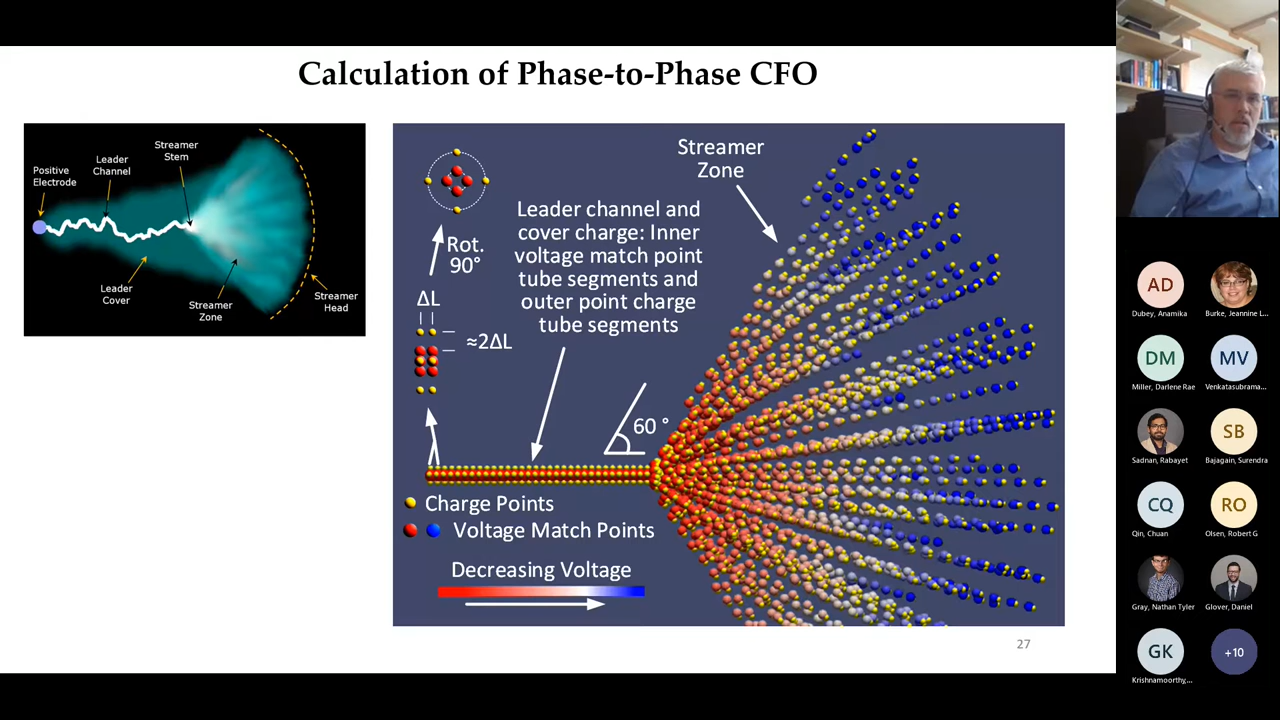 Calculation of Phase-to-Phase CFO
Positive
Electrode
Leader
Channel
Streamer
Stem
Leader
Cover
Streamer
Zone
Streamer
Head
Rot.
90°
ΔL
≈2ΔL
Leader channel and
cover charge: Inner
voltage match point
tube segments and
outer point charge
tube segments
Streamer
Zone
60 °
Charge Points
Voltage Match Points
Decreasing Voltage
27
AD
Dubey, Anamika
Burke, Jeannine L...
DM
Miller, Darlene Rae
MV
Venkatasubrama...
Sadnan, Rabayet
SB
Bajagain, Surendra
CQ
Qin, Chuan
RO
Olsen, Robert G
Gray, Nathan Tyler
Glover, Daniel
GK
Krishnamoorthy,...
+10